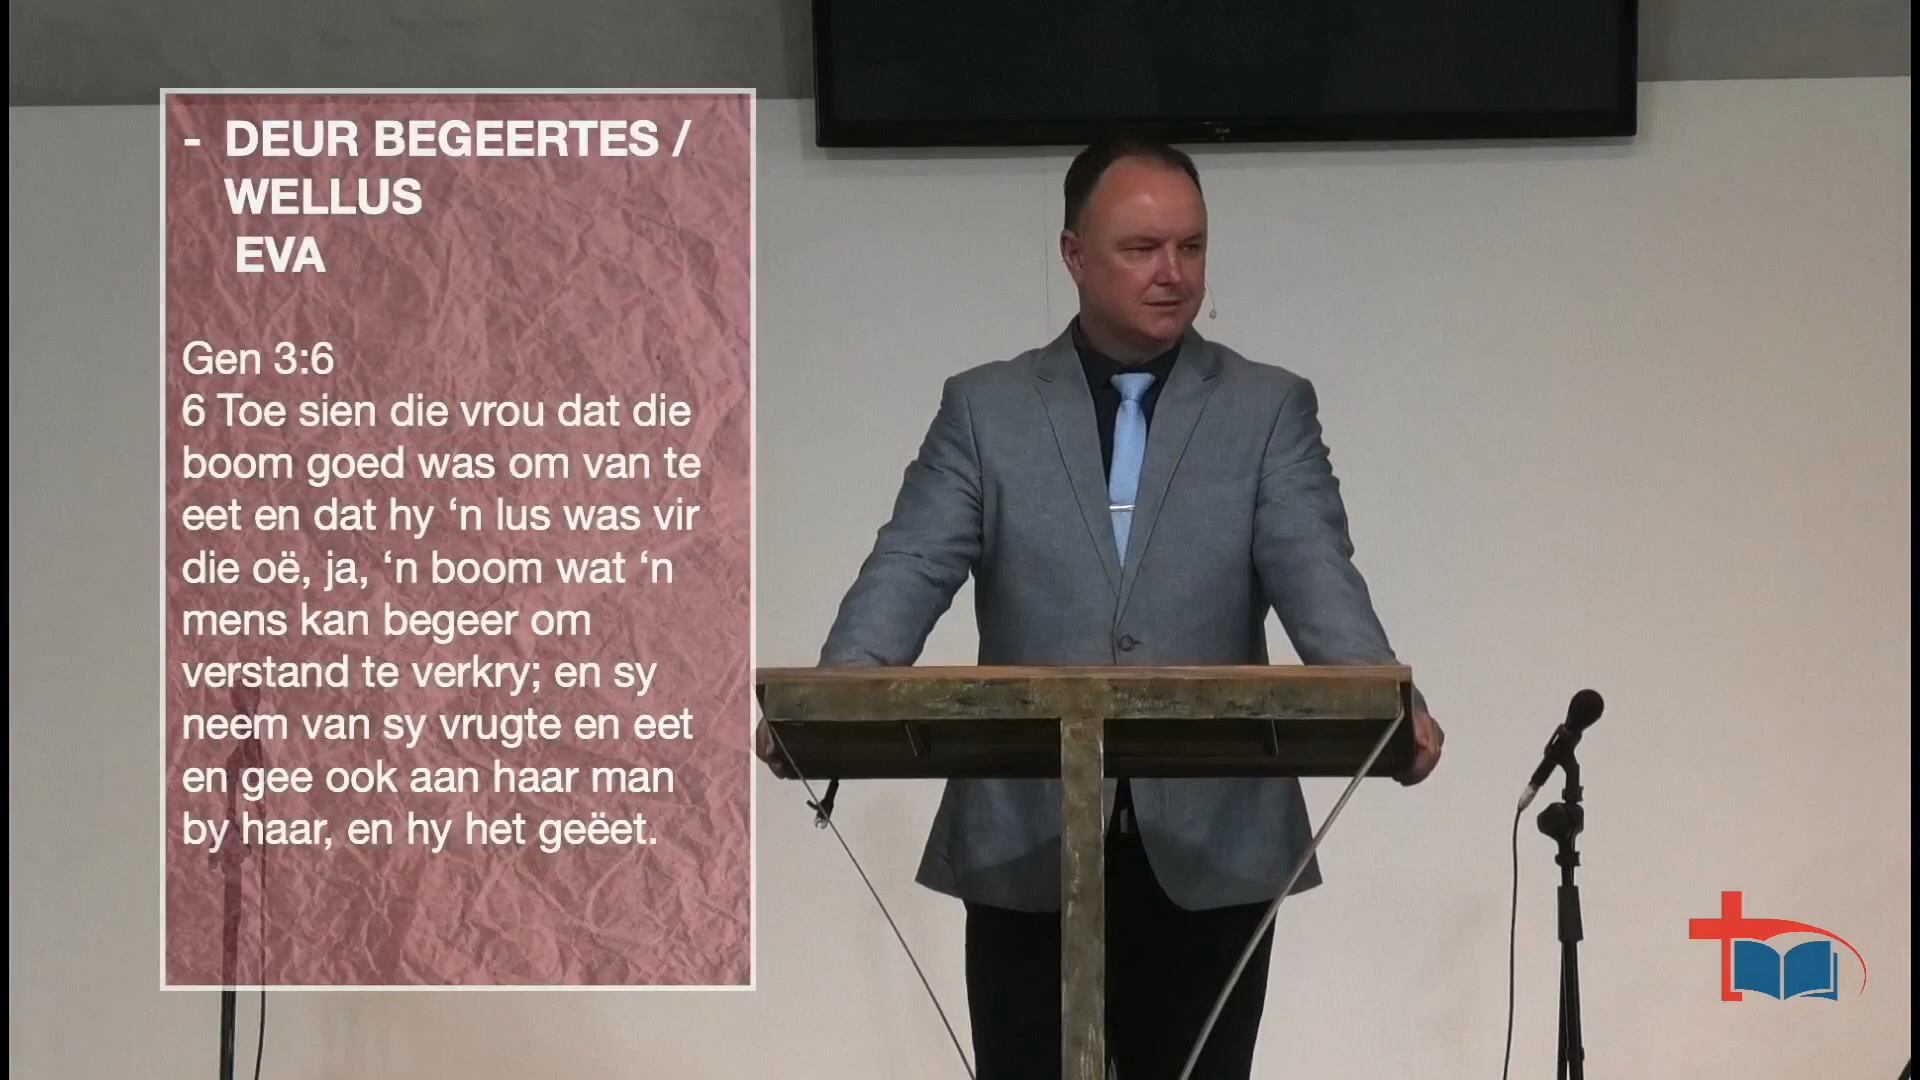 - DEUR BEGEERTES /
WELLUS
EVA
Gen 3:6
6 Toe sien die vrou dat die
boom goed was om van te
eet en dat hy ‘n lus was vir
die oë, ja, ‘n boom wat ‘n
mens kan begeer om
verstand te verkry; en sy
neem van sy vrugte en eet
en gee ook aan haar man
by haar, en hy het geëet.